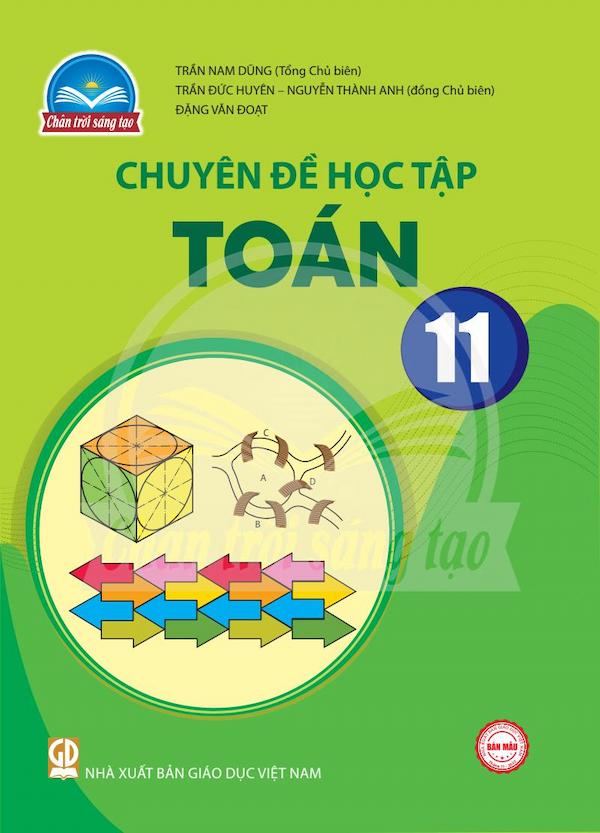 TRẦN NAM DŨNG (Tổng Chủ biên)
TRẦN ĐỨC HUYÊN – NGUYỄN THÀNH ANH (đồng Chủ biên)
ĐẶNG VĂN ĐOẠT
Chân trời sáng tạo
CHUYÊN ĐỀ HỌC TẬP
TOÁN
11
C
A
D
B
Chân trời sáng tạo
GD
NHÀ XUẤT BẢN GIÁO DỤC VIỆT NAM
BẢN MẪU